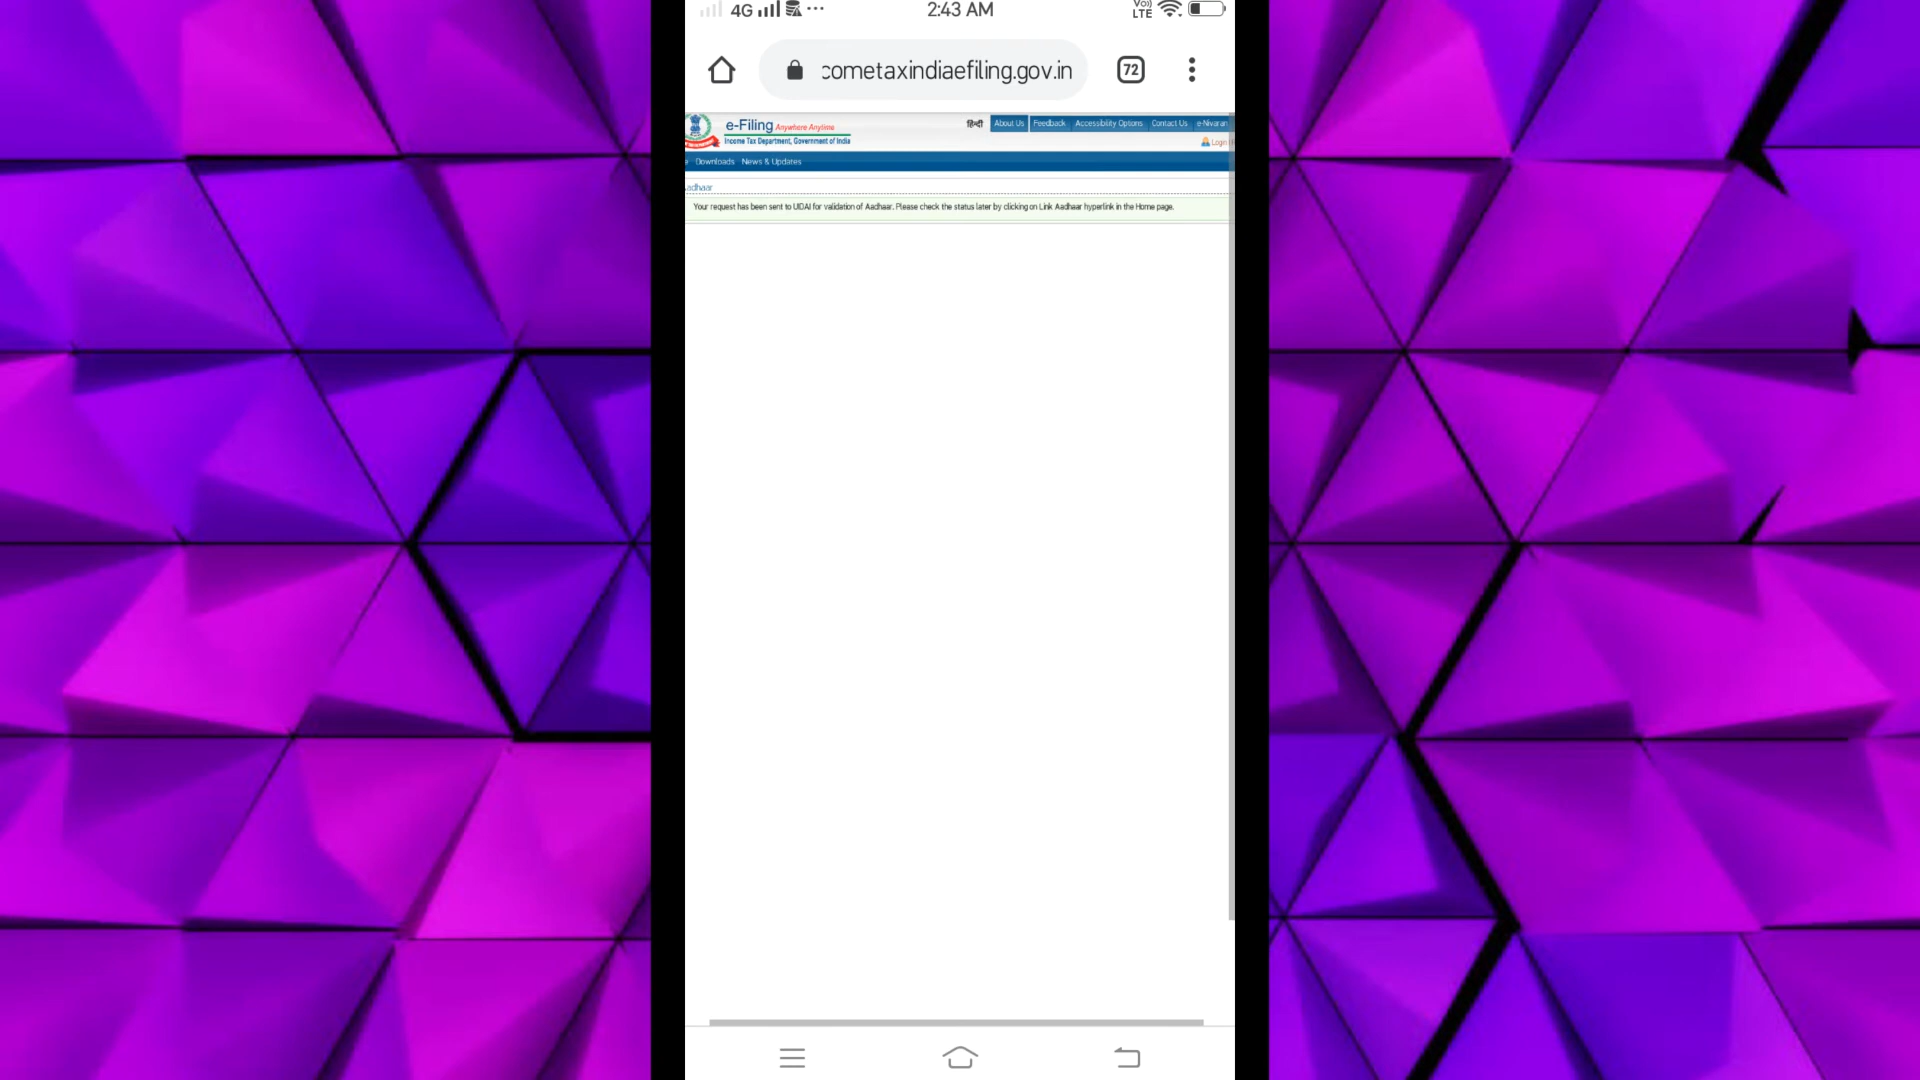 4G 2:43 AM Vo)) LTE
cometaxindiaefiling.gov.in 72
e-Filing Anywhere Anytime
Income Tax Department, Government of India
हिन्दी About Us Feedback Accessibility Options Contact Us e-Nivaran
Login
e Downloads News & Updates
adhaar
Your request has been sent to UIDAI for validation of Aadhaar. Please check the status later by clicking on Link Aadhaar hyperlink in the Home page.